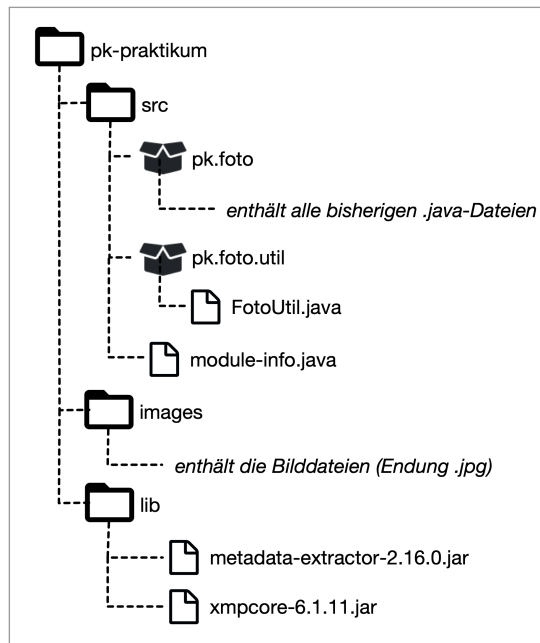 pk-praktikum
src
pk.foto
enthält alle bisherigen .java-Dateien
pk.foto.util
FotoUtil.java
module-info.java
images
enthält die Bilddateien (Endung .jpg)
lib
metadata-extractor-2.16.0.jar
xmpcore-6.1.11.jar